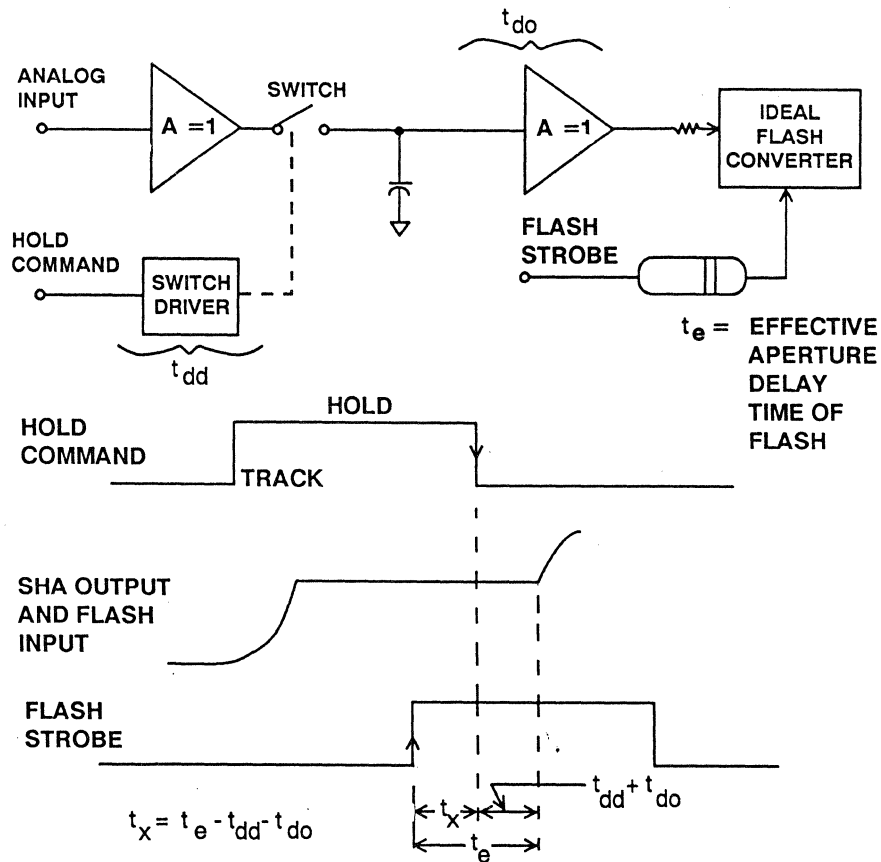 t_do
ANALOG
INPUT
SWITCH
A = 1
A = 1
IDEAL
FLASH
CONVERTER
HOLD
COMMAND
SWITCH
DRIVER
t_dd
FLASH
STROBE
t_e = EFFECTIVE
APERTURE
DELAY
TIME OF
FLASH
HOLD
COMMAND
HOLD
TRACK
SHA OUTPUT
AND FLASH
INPUT
FLASH
STROBE
t_dd + t_do
t_x
t_e
t_x = t_e - t_dd - t_do